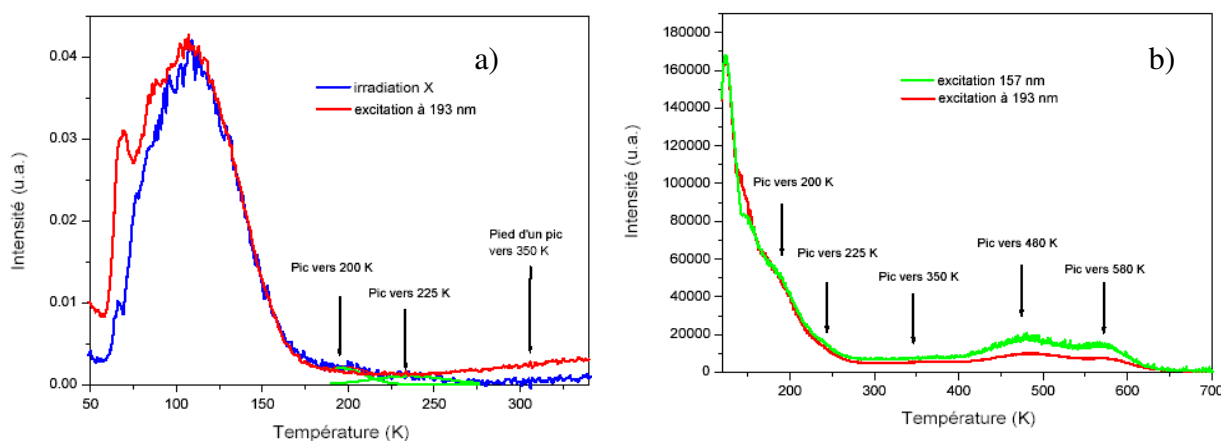 a)
irradiation X
excitation à 193 nm
Pied d'un pic
vers 350 K
Pic vers 200 K
Pic vers 225 K
0.04
0.03
0.02
0.01
0.00
50 100 150 200 250 300
Intensité (u.a.)
Température (K)
b)
excitation 157 nm
excitation à 193 nm
Pic vers 200 K
Pic vers 225 K
Pic vers 350 K
Pic vers 480 K
Pic vers 580 K
180000
160000
140000
120000
100000
80000
60000
40000
20000
0
200 300 400 500 600 700
Intensité (u.a.)
Température (K)